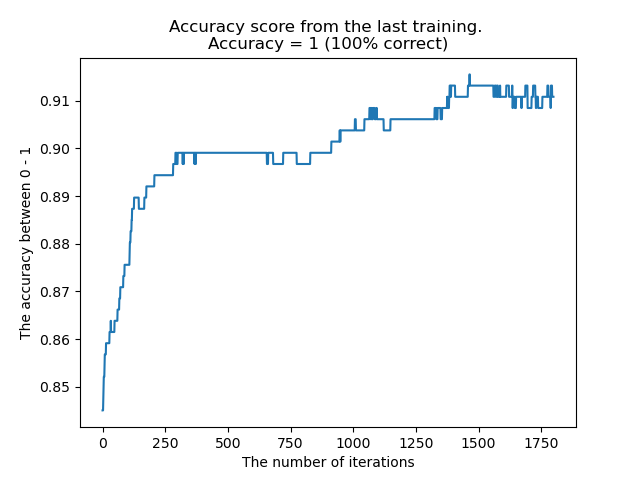 Accuracy score from the last training.
Accuracy = 1 (100% correct)
The accuracy between 0 - 1
0.91
0.90
0.89
0.88
0.87
0.86
0.85
0 250 500 750 1000 1250 1500 1750
The number of iterations